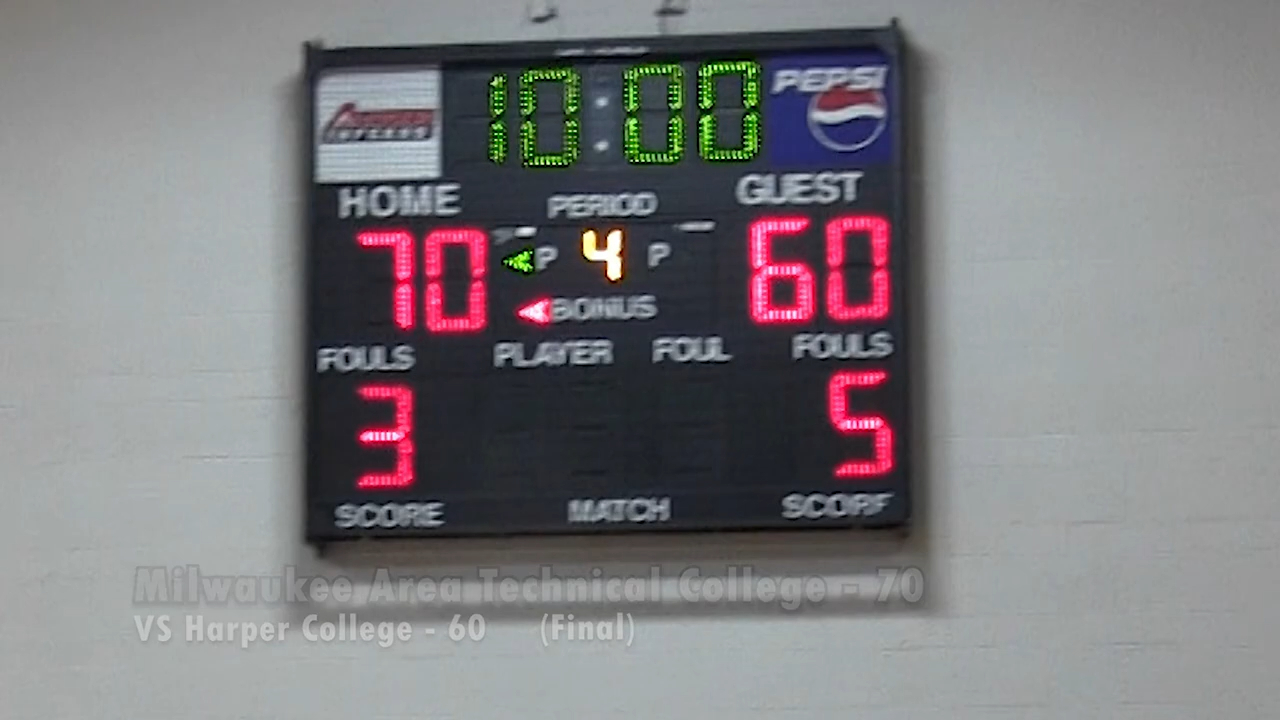 10:00
PEPSI
HOME PERIOD GUEST
70 P 4 P 60
BONUS
FOULS PLAYER FOUL FOULS
3 5
SCORE MATCH SCORE
Milwaukee Area Technical College - 70
VS Harper College - 60 (Final)